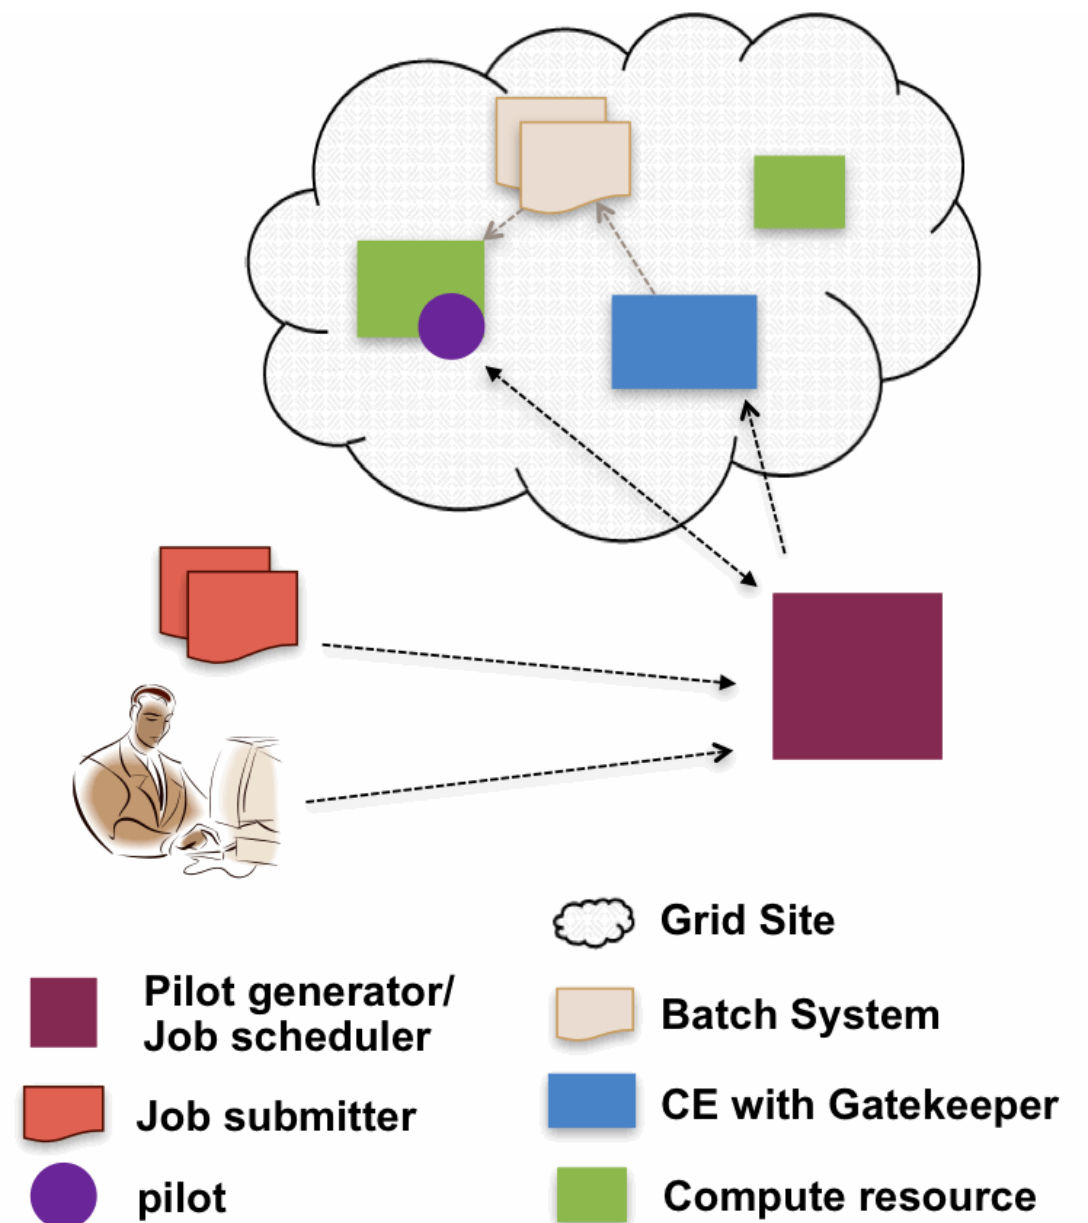 Grid Site
Pilot generator/
Job scheduler
Batch System
Job submitter
CE with Gatekeeper
pilot
Compute resource